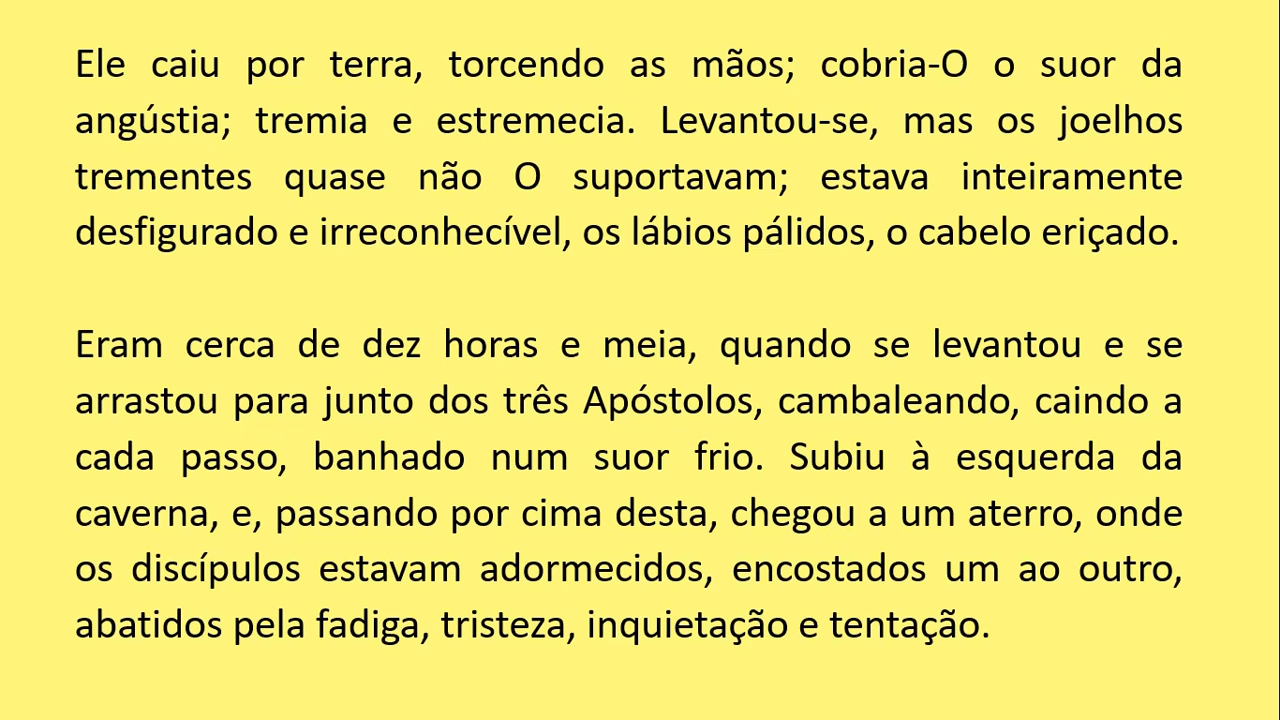 Ele caiu por terra, torcendo as mãos; cobria-O o suor da
angústia; tremia e estremecia. Levantou-se, mas os joelhos
trementes quase não O suportavam; estava inteiramente
desfigurado e irreconhecível, os lábios pálidos, o cabelo eriçado.
Eram cerca de dez horas e meia, quando se levantou e se
arrastou para junto dos três Apóstolos, cambaleando, caindo a
cada passo, banhado num suor frio. Subiu à esquerda da
caverna, e, passando por cima desta, chegou a um aterro, onde
os discípulos estavam adormecidos, encostados um ao outro,
abatidos pela fadiga, tristeza, inquietação e tentação.